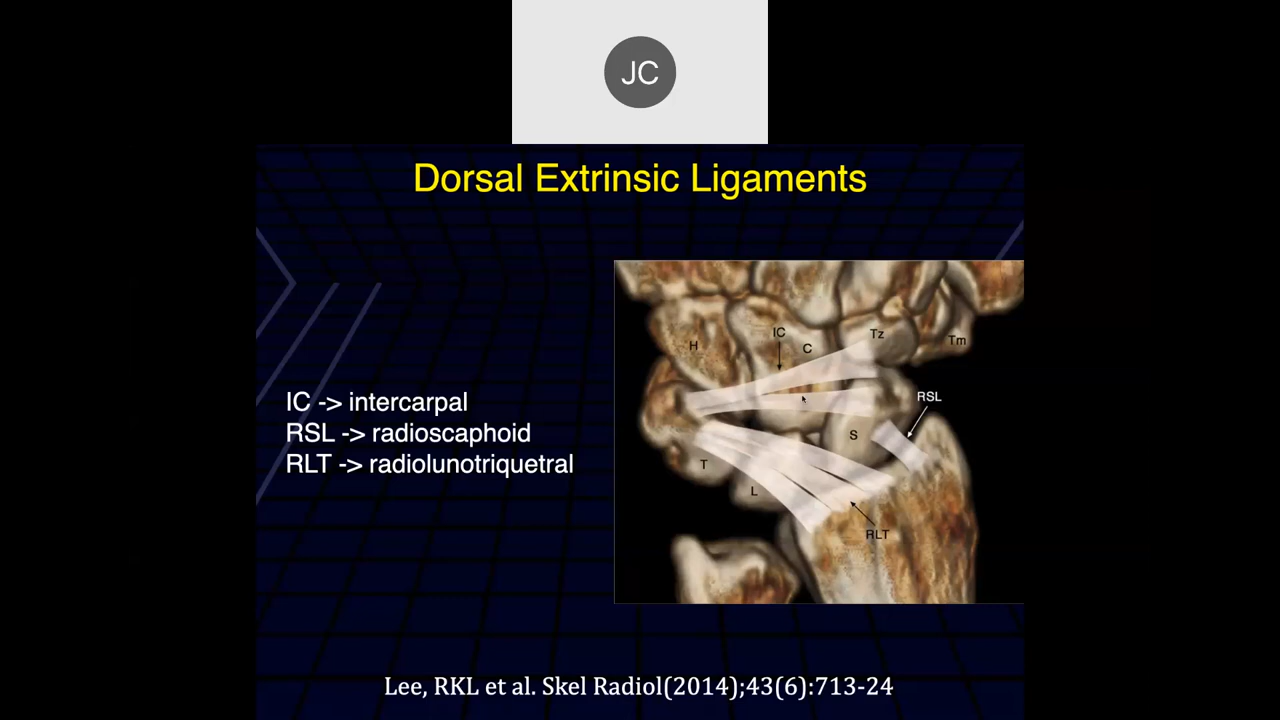 JC
Dorsal Extrinsic Ligaments
IC -> intercarpal
RSL -> radioscaphoid
RLT -> radiolunotriquetral
IC
Tz
H
C
Tm
RSL
S
T
L
RLT
Lee, RKL et al. Skel Radiol(2014);43(6):713-24